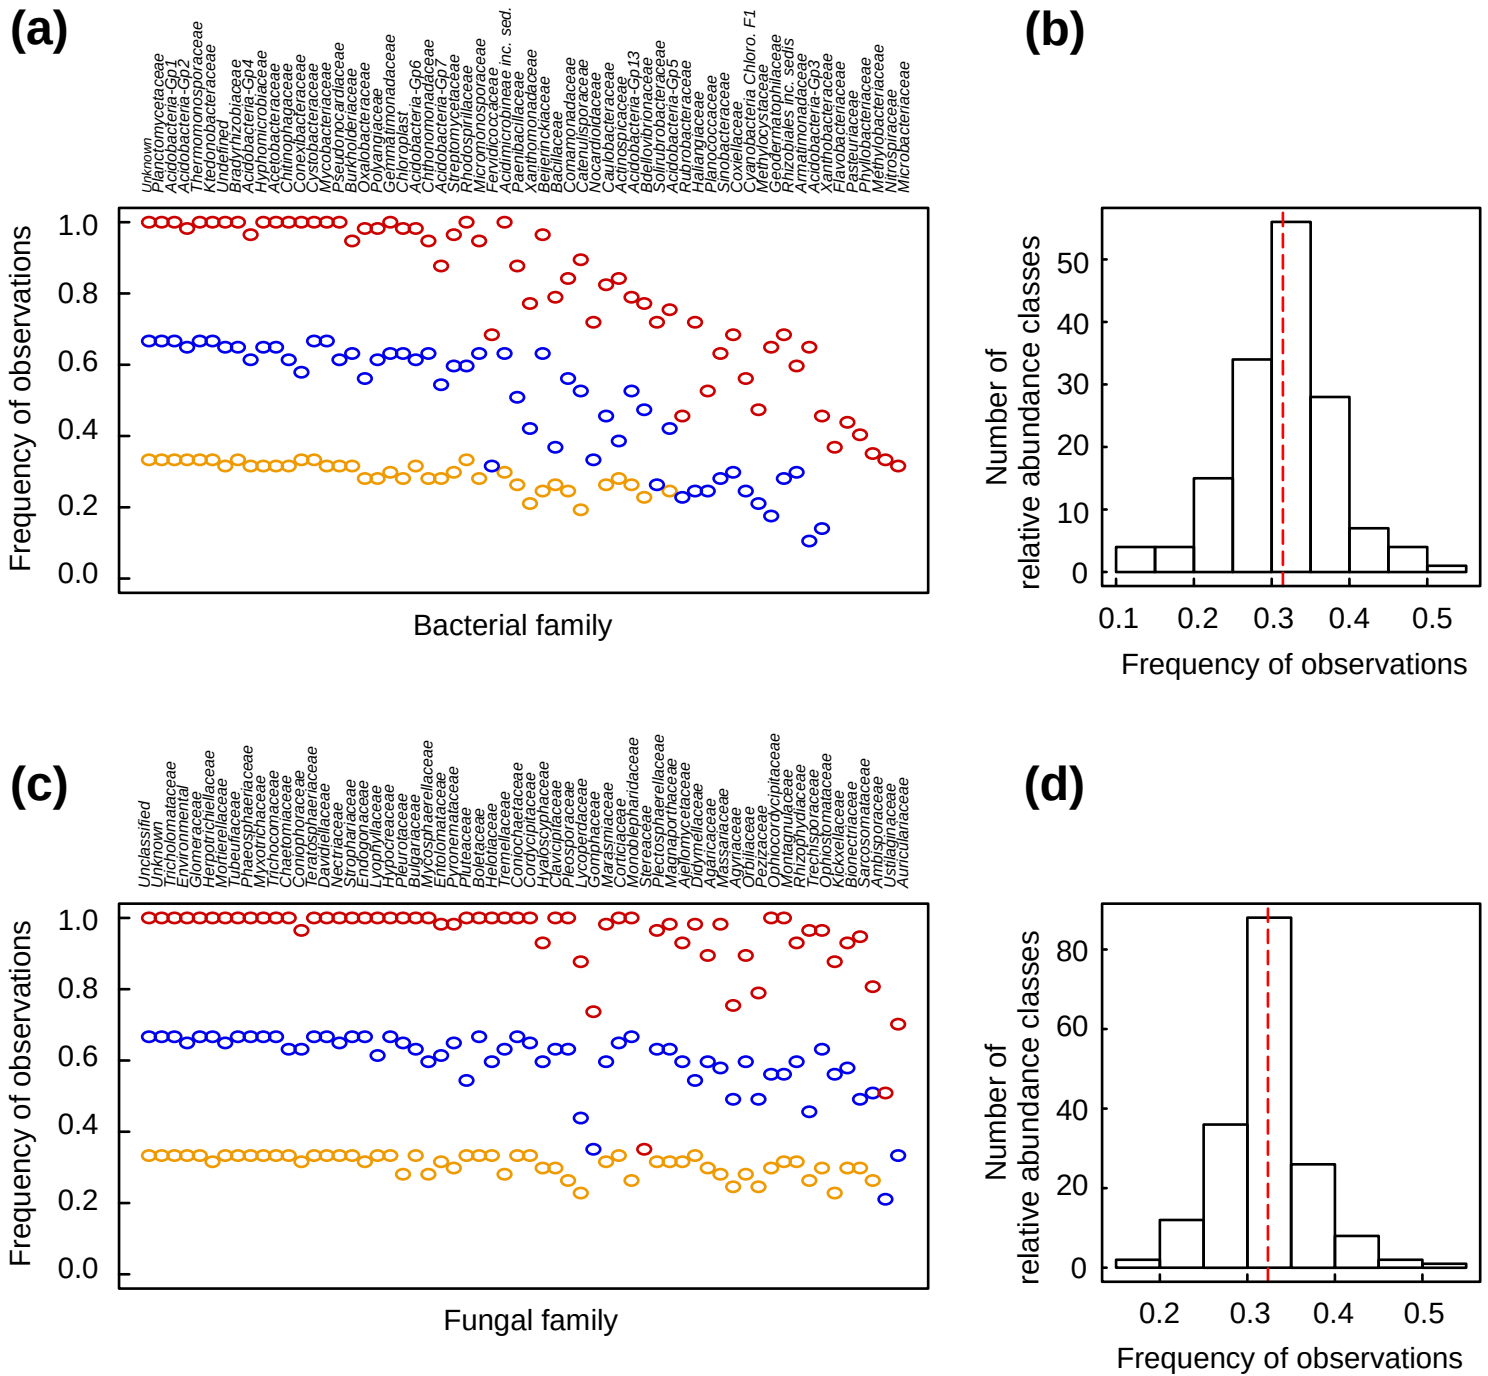 (a)
Unknown
Planctomycetaceae
Acidobacteria-Gp1
Acidobacteria-Gp2
Thermomonosporaceae
Ktedonobacteraceae
Undefined
Bradyrhizobiaceae
Acidobacteria-Gp4
Hyphomicrobiaceae
Acetobacteraceae
Chitinophagaceae
Conexibacteraceae
Cystobacteraceae
Mycobacteriaceae
Pseudonocardiaceae
Burkholderiaceae
Oxalobacteraceae
Polyangiaceae
Gemmatimonadaceae
Chloroplast
Acidobacteria-Gp6
Chthonomonadaceae
Acidobacteria-Gp7
Streptomycetaceae
Rhodospirillaceae
Micromonosporaceae
Fervidicoccaceae
Acidimicrobineae inc. sed.
Paenibacillaceae
Xanthomonadaceae
Beijerinckiaceae
Bacillaceae
Comamonadaceae
Catenulisporaceae
Nocardioidaceae
Caulobacteraceae
Actinospicaceae
Acidobacteria-Gp13
Bdellovibrionaceae
Solirubrobacteraceae
Acidobacteria-Gp5
Rubrobacteraceae
Haliangiaceae
Planococcaceae
Sinobacteraceae
Coxiellaceae
Cyanobacteria Chloro. F1
Methylocystaceae
Geodermatophilaceae
Rhizobiales inc. sedis
Armatimonadaceae
Acidobacteria-Gp3
Xanthobacteraceae
Flavobacteriaceae
Pasteuriaceae
Phyllobacteriaceae
Methylobacteriaceae
Nitrospiraceae
Microbacteriaceae
Frequency of observations
1.0
0.8
0.6
0.4
0.2
0.0
Bacterial family
(b)
Number of
relative abundance classes
50
40
30
20
10
0
0.1 0.2 0.3 0.4 0.5
Frequency of observations
(c)
Unclassified
Unknown
Tricholomataceae
Environmental
Glomeraceae
Herpotrichiellaceae
Mortierellaceae
Tubeufiaceae
Phaeosphaeriaceae
Myxotrichaceae
Trichocomaceae
Chaetomiaceae
Coniophoraceae
Teratosphaeriaceae
Davidiellaceae
Nectriaceae
Strophariaceae
Endogonaceae
Lyophyllaceae
Hypocreaceae
Pleurotaceae
Bulgariaceae
Mycosphaerellaceae
Entolomataceae
Pyronemataceae
Pluteaceae
Boletaceae
Helotiaceae
Tremellaceae
Coniochaetaceae
Cordycipitaceae
Hyaloscyphaceae
Clavicipitaceae
Pleosporaceae
Lycoperdaceae
Gomphaceae
Marasmiaceae
Corticiaceae
Monoblepharidaceae
Stereaceae
Plectosphaerellaceae
Magnaporthaceae
Ajellomycetaceae
Didymellaceae
Agaricaceae
Massariaceae
Agyriaceae
Orbiliaceae
Pezizaceae
Ophiocordycipitaceae
Montagnulaceae
Rhizophydiaceae
Trechisporaceae
Ophiostomataceae
Kickxellaceae
Bionectriaceae
Sarcosomataceae
Ambisporaceae
Ustilaginaceae
Auriculariaceae
Frequency of observations
1.0
0.8
0.6
0.4
0.2
0.0
Fungal family
(d)
Number of
relative abundance classes
80
60
40
20
0
0.2 0.3 0.4 0.5
Frequency of observations